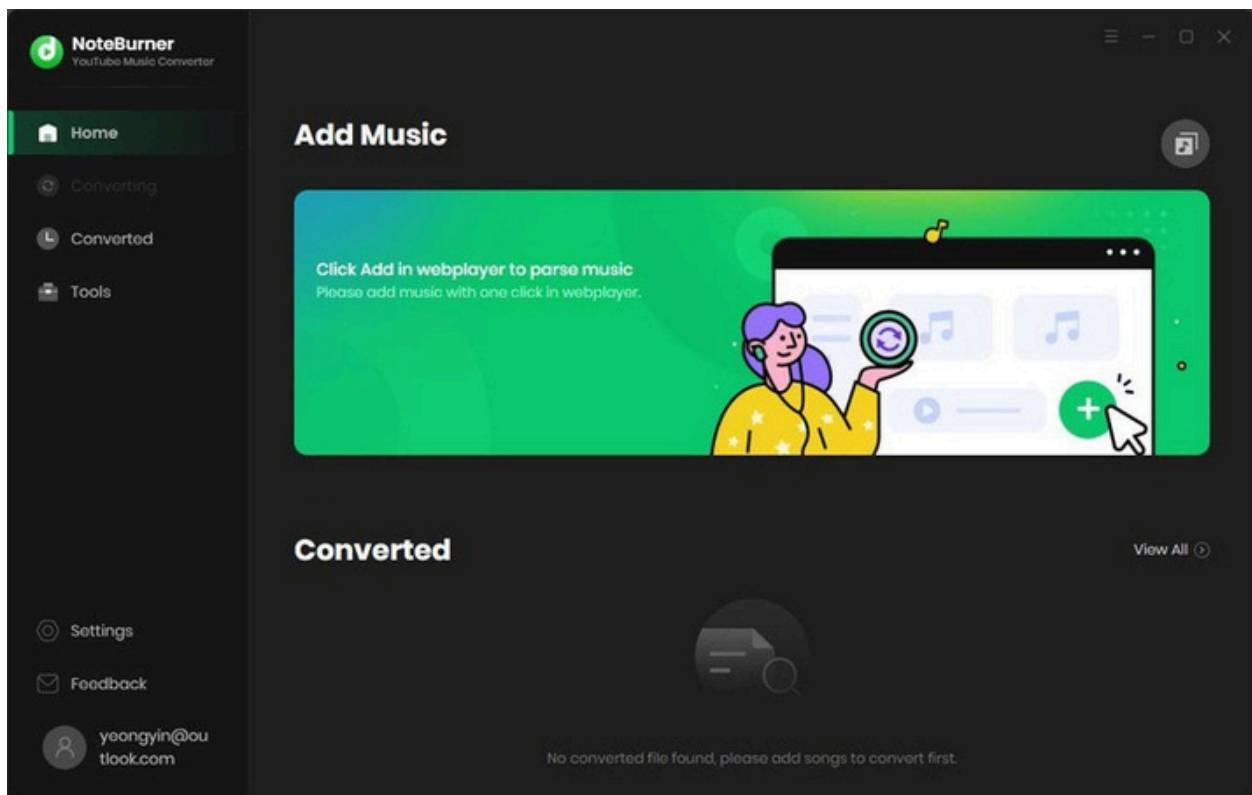 NoteBurner
YouTube Music Converter
Home
Converting
Converted
Tools
Settings
Feedback
yeongyin@ou
tlook.com
Add Music
Click Add in webplayer to parse music
Please add music with one click in webplayer.
Converted
View All
No converted file found, please add songs to convert first.